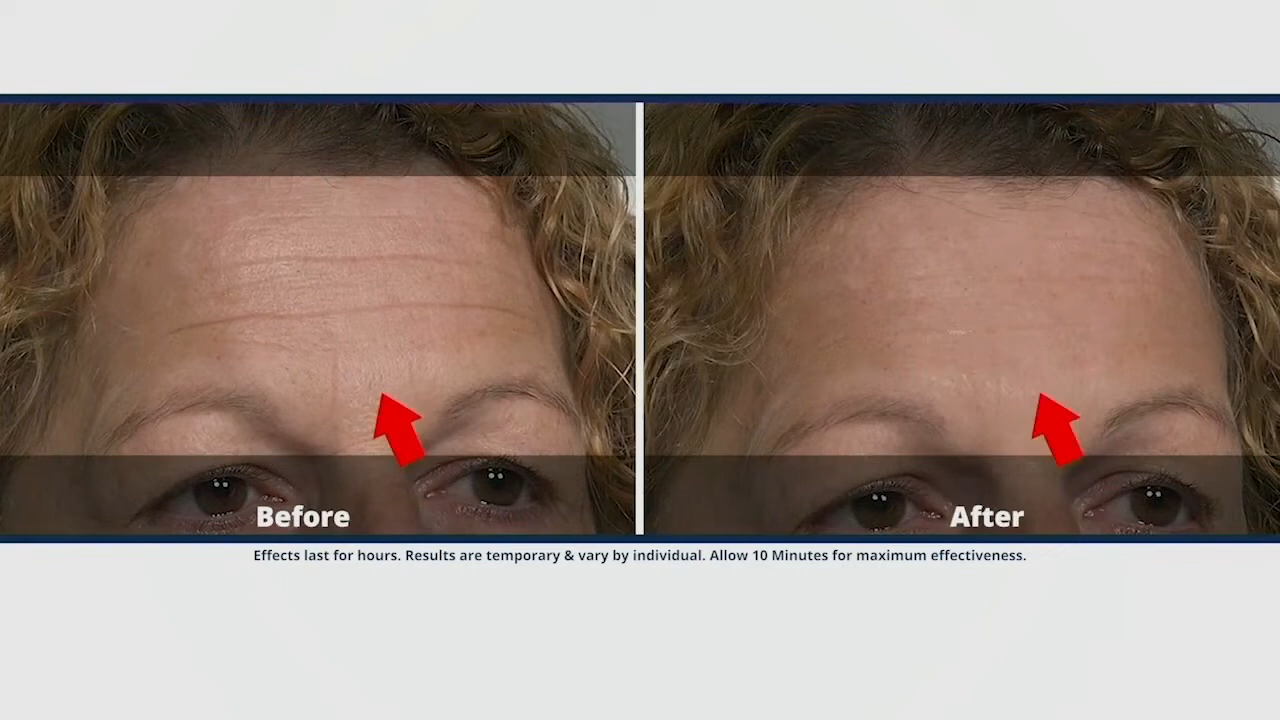 Before
After
Effects last for hours. Results are temporary & vary by individual. Allow 10 Minutes for maximum effectiveness.